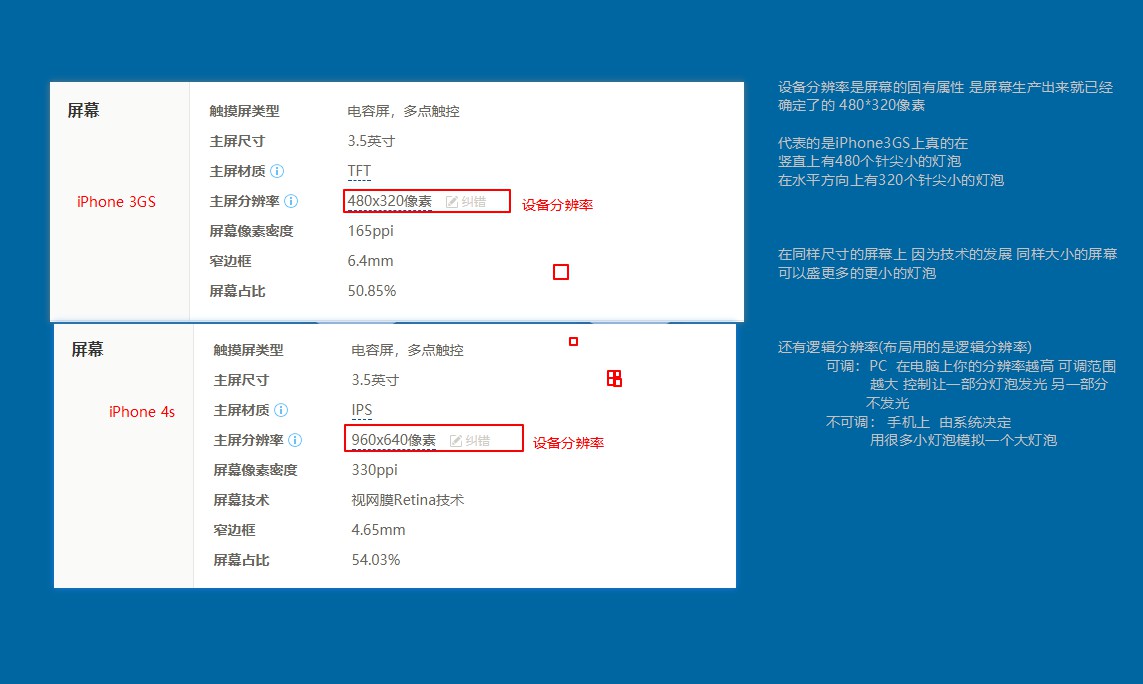 屏幕
iPhone 3GS
触摸屏类型 电容屏，多点触控
主屏尺寸 3.5英寸
主屏材质 TFT
主屏分辨率 480x320像素 纠错 设备分辨率
屏幕像素密度 165ppi
窄边框 6.4mm
屏幕占比 50.85%
屏幕
iPhone 4s
触摸屏类型 电容屏，多点触控
主屏尺寸 3.5英寸
主屏材质 IPS
主屏分辨率 960x640像素 纠错 设备分辨率
屏幕像素密度 330ppi
屏幕技术 视网膜Retina技术
窄边框 4.65mm
屏幕占比 54.03%
设备分辨率是屏幕的固有属性 是屏幕生产出来就已经
确定了的 480*320像素
代表的是iPhone3GS上真的在
竖直上有480个针尖小的灯泡
在水平方向上有320个针尖小的灯泡
在同样尺寸的屏幕上 因为技术的发展 同样大小的屏幕
可以盛更多的更小的灯泡
还有逻辑分辨率(布局用的是逻辑分辨率)
可调：PC 在电脑上你的分辨率越高 可调范围
越大 控制让一部分灯泡发光 另一部分
不发光
不可调： 手机上 由系统决定
用很多小灯泡模拟一个大灯泡